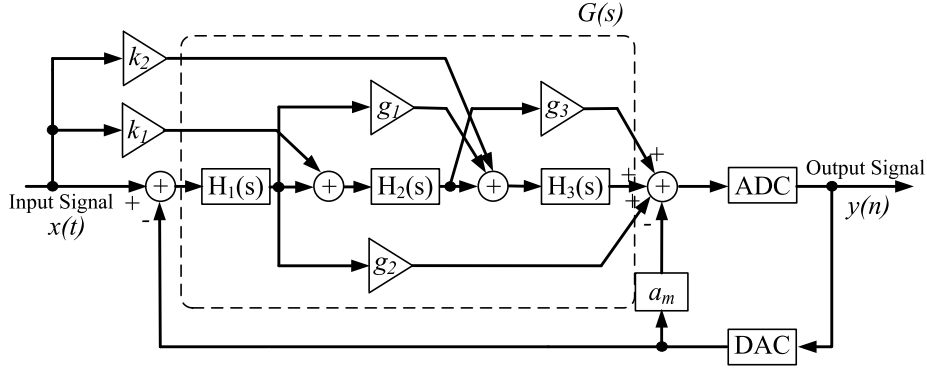 G(s)
k₂
g₁
g₃
k₁
+
+
H₁(s)
+
H₂(s)
+
H₃(s)
+
+
ADC
Output Signal
y(n)
Input Signal
x(t)
+
-
+
-
g₂
aₘ
DAC